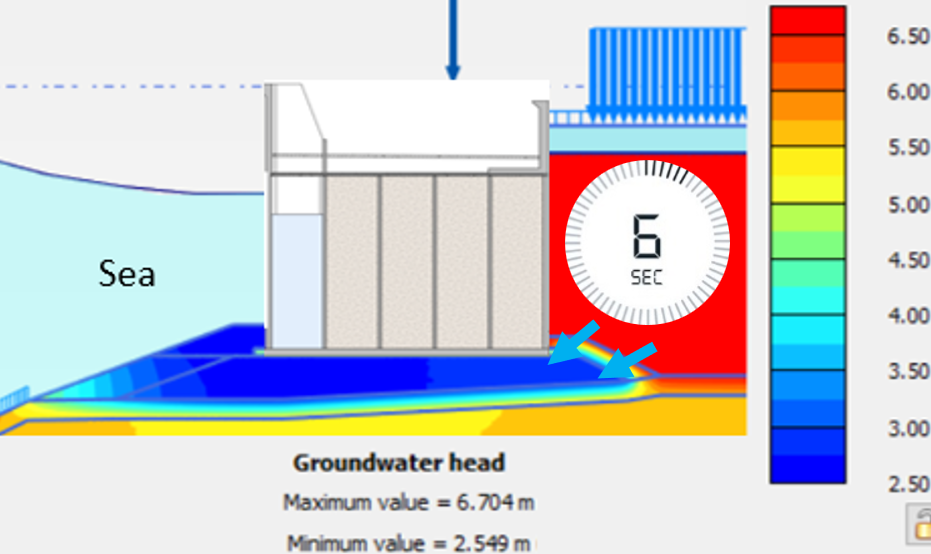 6.50
6.00
5.50
5.00
4.50
4.00
3.50
3.00
2.50
6
SEC
Sea
Groundwater head
Maximum value = 6.704 m
Minimum value = 2.549 m